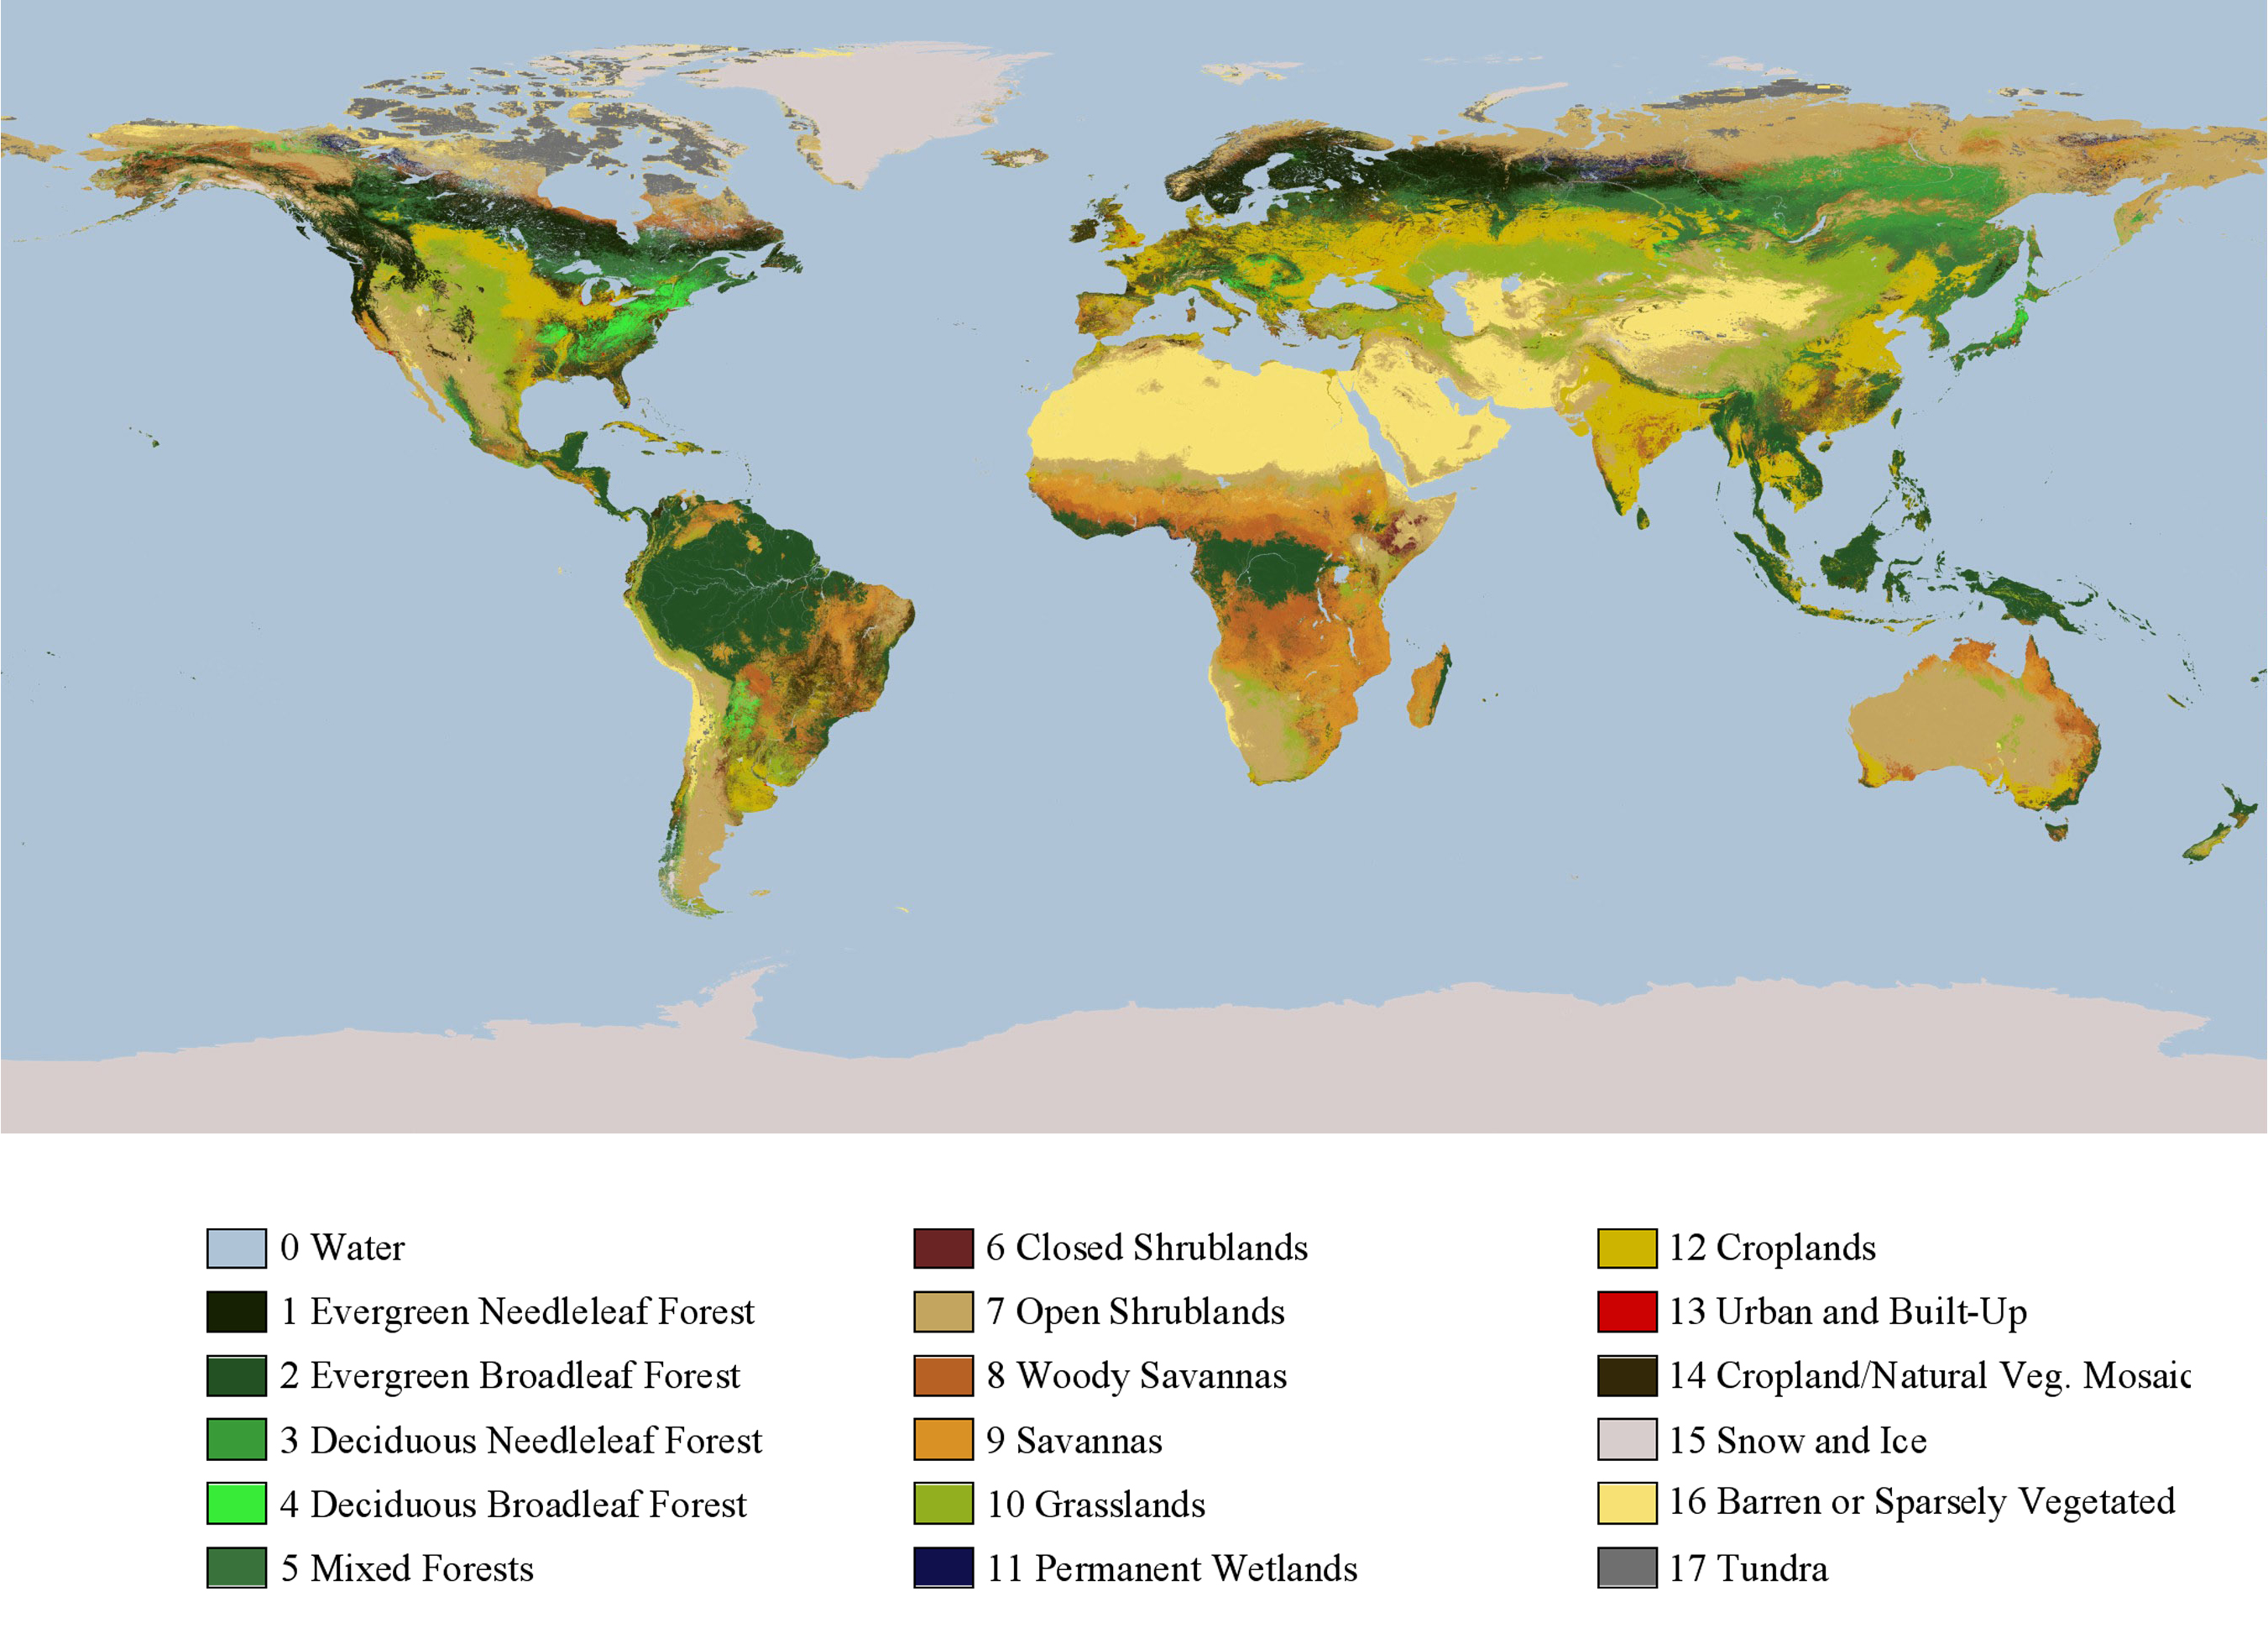 0 Water
1 Evergreen Needleleaf Forest
2 Evergreen Broadleaf Forest
3 Deciduous Needleleaf Forest
4 Deciduous Broadleaf Forest
5 Mixed Forests
6 Closed Shrublands
7 Open Shrublands
8 Woody Savannas
9 Savannas
10 Grasslands
11 Permanent Wetlands
12 Croplands
13 Urban and Built-Up
14 Cropland/Natural Veg. Mosaic
15 Snow and Ice
16 Barren or Sparsely Vegetated
17 Tundra